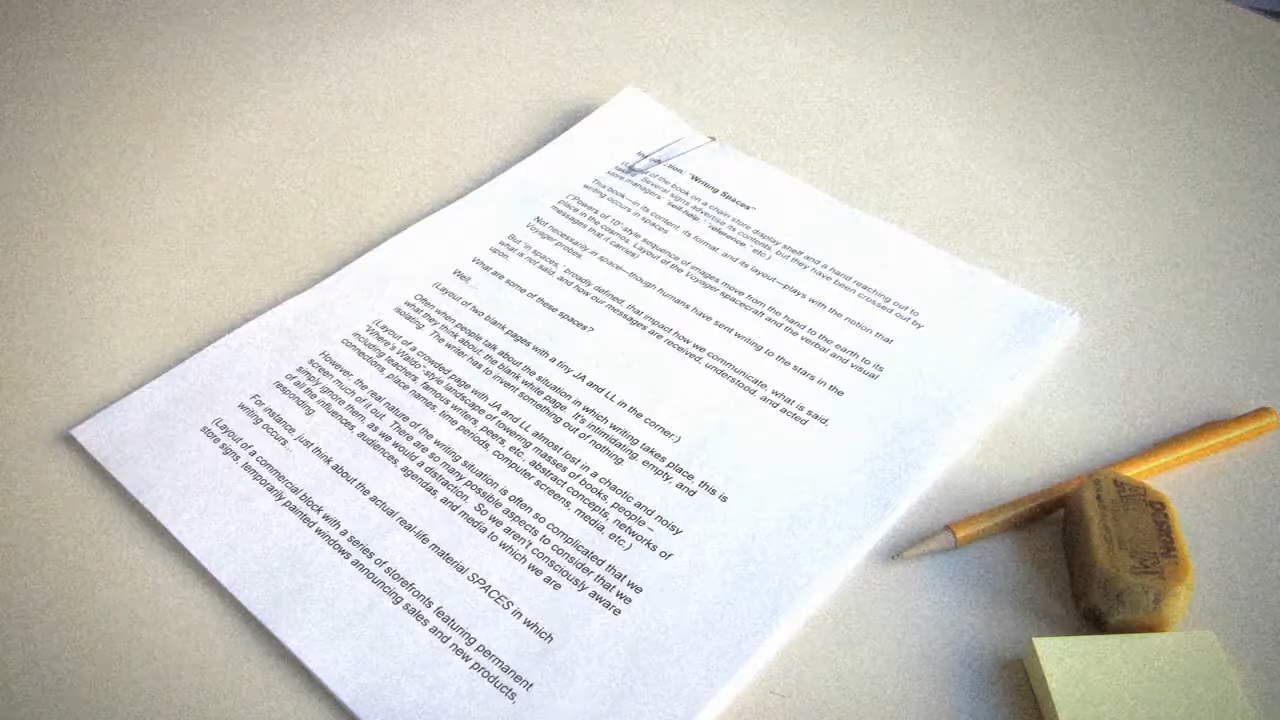 "Writing Spaces"
of the book on a chain store display shelf and a hand reaching out to
Several signs advertise its contents, but they have been crossed out by
store managers: "self-help," "reference," etc.)
This book—in its content, its format, and its layout—plays with the notion that
writing occurs in spaces.
("Powers of 10"-style sequence of images move from the hand to the earth to its
place in the cosmos. Layout of the Voyager spacecraft and the verbal and visual
messages that it carries)
Not necessarily in space—though humans have sent writing to the stars in the
Voyager probes.
But "in spaces," broadly defined, that impact how we communicate, what is said,
what is not said, and how our messages are received, understood, and acted
upon.
What are some of these spaces?
Well...
(Layout of two blank pages with a tiny JA and LL in the corner.)
Often when people talk about the situation in which writing takes place, this is
what they think about, the blank white page. It's intimidating, empty, and
isolating. The writer has to invent something out of nothing.
(Layout of a crowded page with JA and LL almost lost in a chaotic and noisy
"Where's Waldo"-style landscape of towering masses of books, people –
including teachers, famous writers, peers, etc., abstract concepts, networks of
connections, place names, time periods, computer screens, media, etc.)
However, the real nature of the writing situation is often so complicated that we
screen much of it out. There are so many possible aspects to consider that we
simply ignore them, as we would a distraction. So we aren't consciously aware
of all the influences, audiences, agendas, and media to which we are
responding.
For instance, just think about the actual real-life material SPACES in which
writing occurs...
(Layout of a commercial block with a series of storefronts featuring permanent
store signs, temporarily painted windows announcing sales and new products,